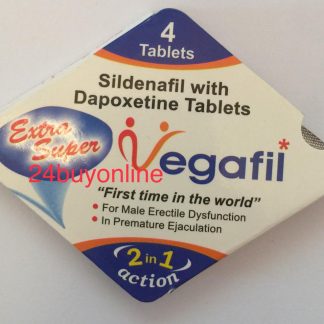 4
Tablets
Sildenafil with
Dapoxetine Tablets
Extra
Super
Vegafil*
24buyonline
"First time in the world"
• For Male Erectile Dysfunction
• In Premature Ejaculation
2 in 1
action